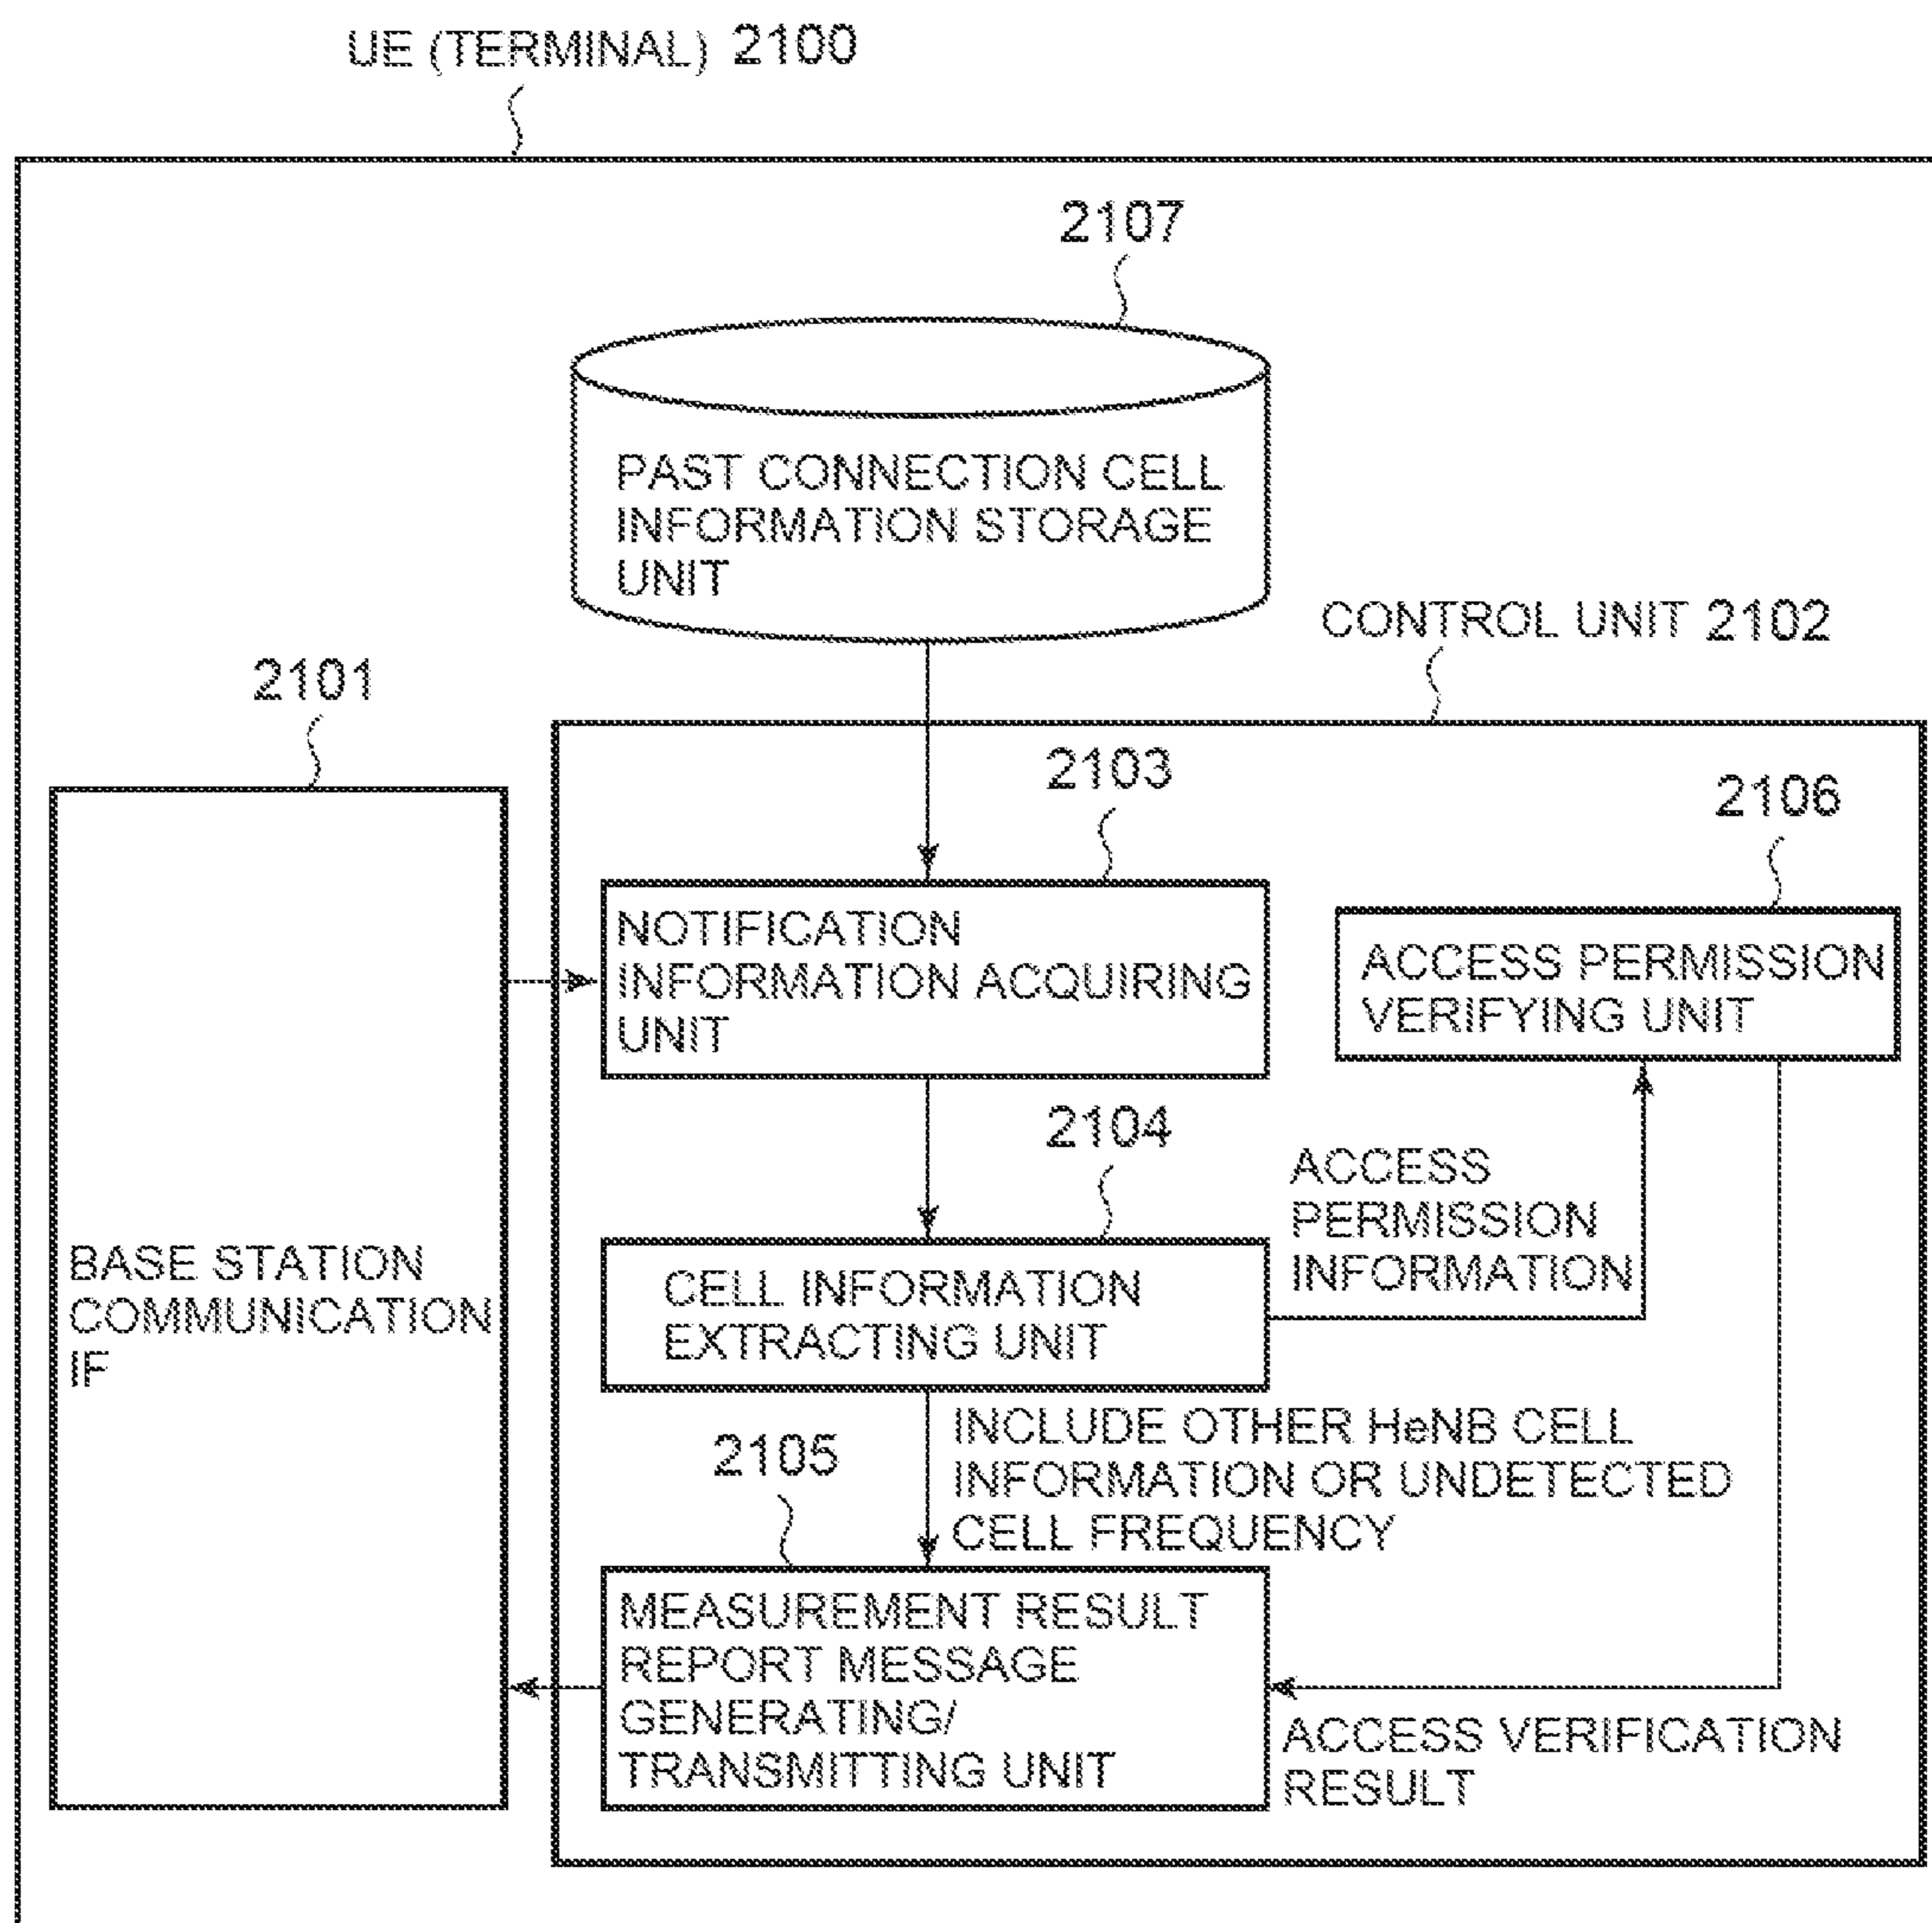 UE (TERMINAL) 2100
2107
PAST CONNECTION CELL
INFORMATION STORAGE
UNIT
CONTROL UNIT 2102
2101
2103
2106
NOTIFICATION
INFORMATION ACQUIRING
UNIT
ACCESS PERMISSION
VERIFYING UNIT
2104
ACCESS
PERMISSION
INFORMATION
BASE STATION
COMMUNICATION
IF
CELL INFORMATION
EXTRACTING UNIT
2105
INCLUDE OTHER HeNB CELL
INFORMATION OR UNDETECTED
CELL FREQUENCY
MEASUREMENT RESULT
REPORT MESSAGE
GENERATING/
TRANSMITTING UNIT
ACCESS VERIFICATION
RESULT